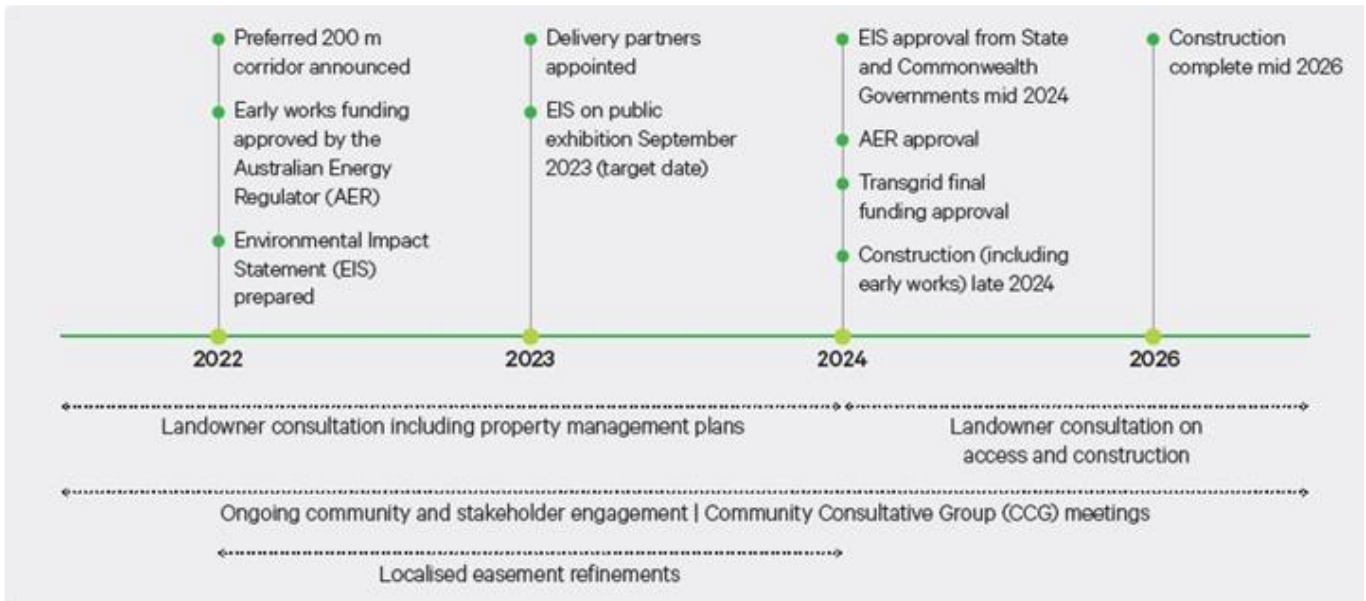 Preferred 200 m
corridor announced
Early works funding
approved by the
Australian Energy
Regulator (AER)
Environmental Impact
Statement (EIS)
prepared
Delivery partners
appointed
EIS on public
exhibition September
2023 (target date)
EIS approval from State
and Commonwealth
Governments mid 2024
AER approval
Transgrid final
funding approval
Construction (including
early works) late 2024
Construction
complete mid 2026
2022
2023
2024
2026
Landowner consultation including property management plans
Landowner consultation on
access and construction
Ongoing community and stakeholder engagement | Community Consultative Group (CCG) meetings
Localised easement refinements